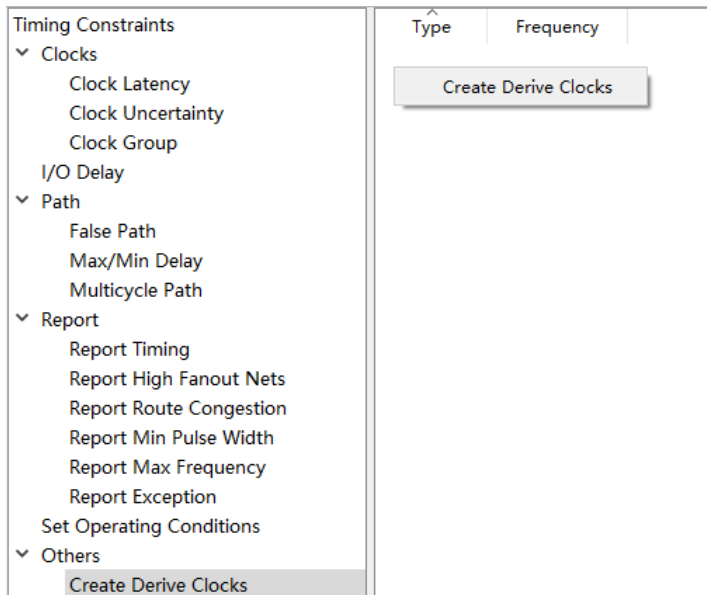 Timing Constraints
Clocks
Clock Latency
Clock Uncertainty
Clock Group
I/O Delay
Path
False Path
Max/Min Delay
Multicycle Path
Report
Report Timing
Report High Fanout Nets
Report Route Congestion
Report Min Pulse Width
Report Max Frequency
Report Exception
Set Operating Conditions
Others
Create Derive Clocks
Type Frequency
Create Derive Clocks